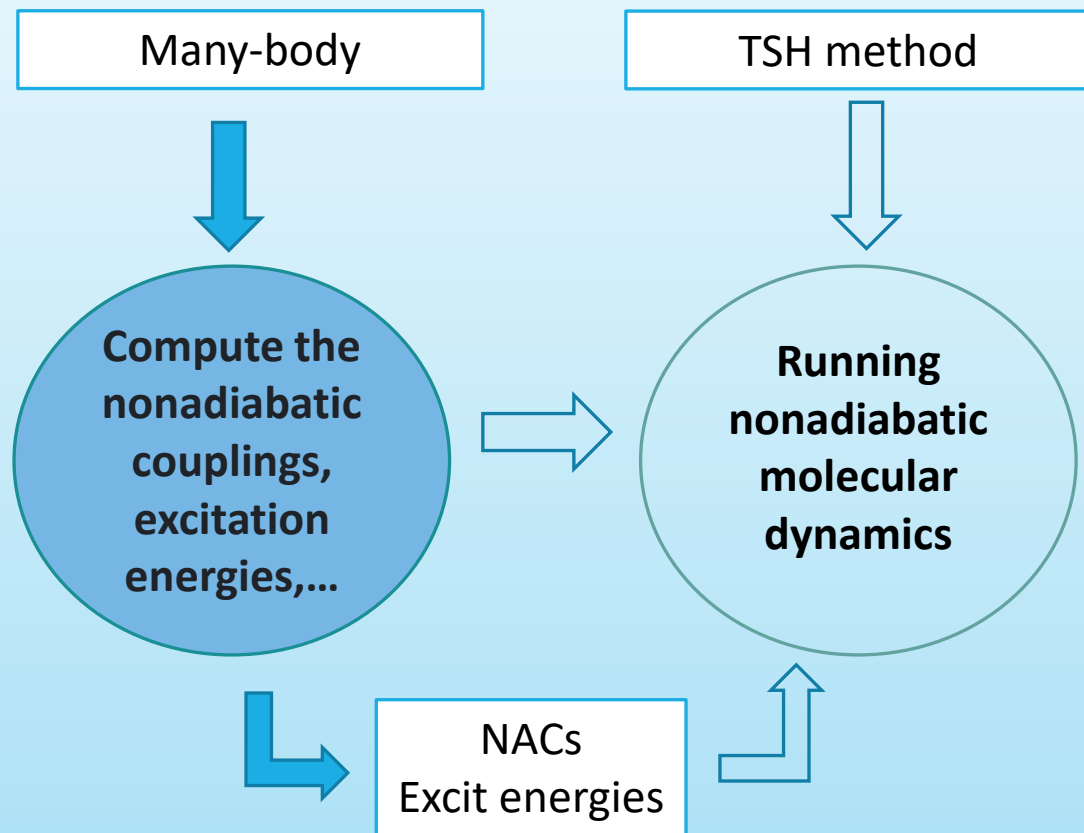 Many-body
TSH method
Compute the
nonadiabatic
couplings,
excitation
energies,...
Running
nonadiabatic
molecular
dynamics
NACs
Excit energies